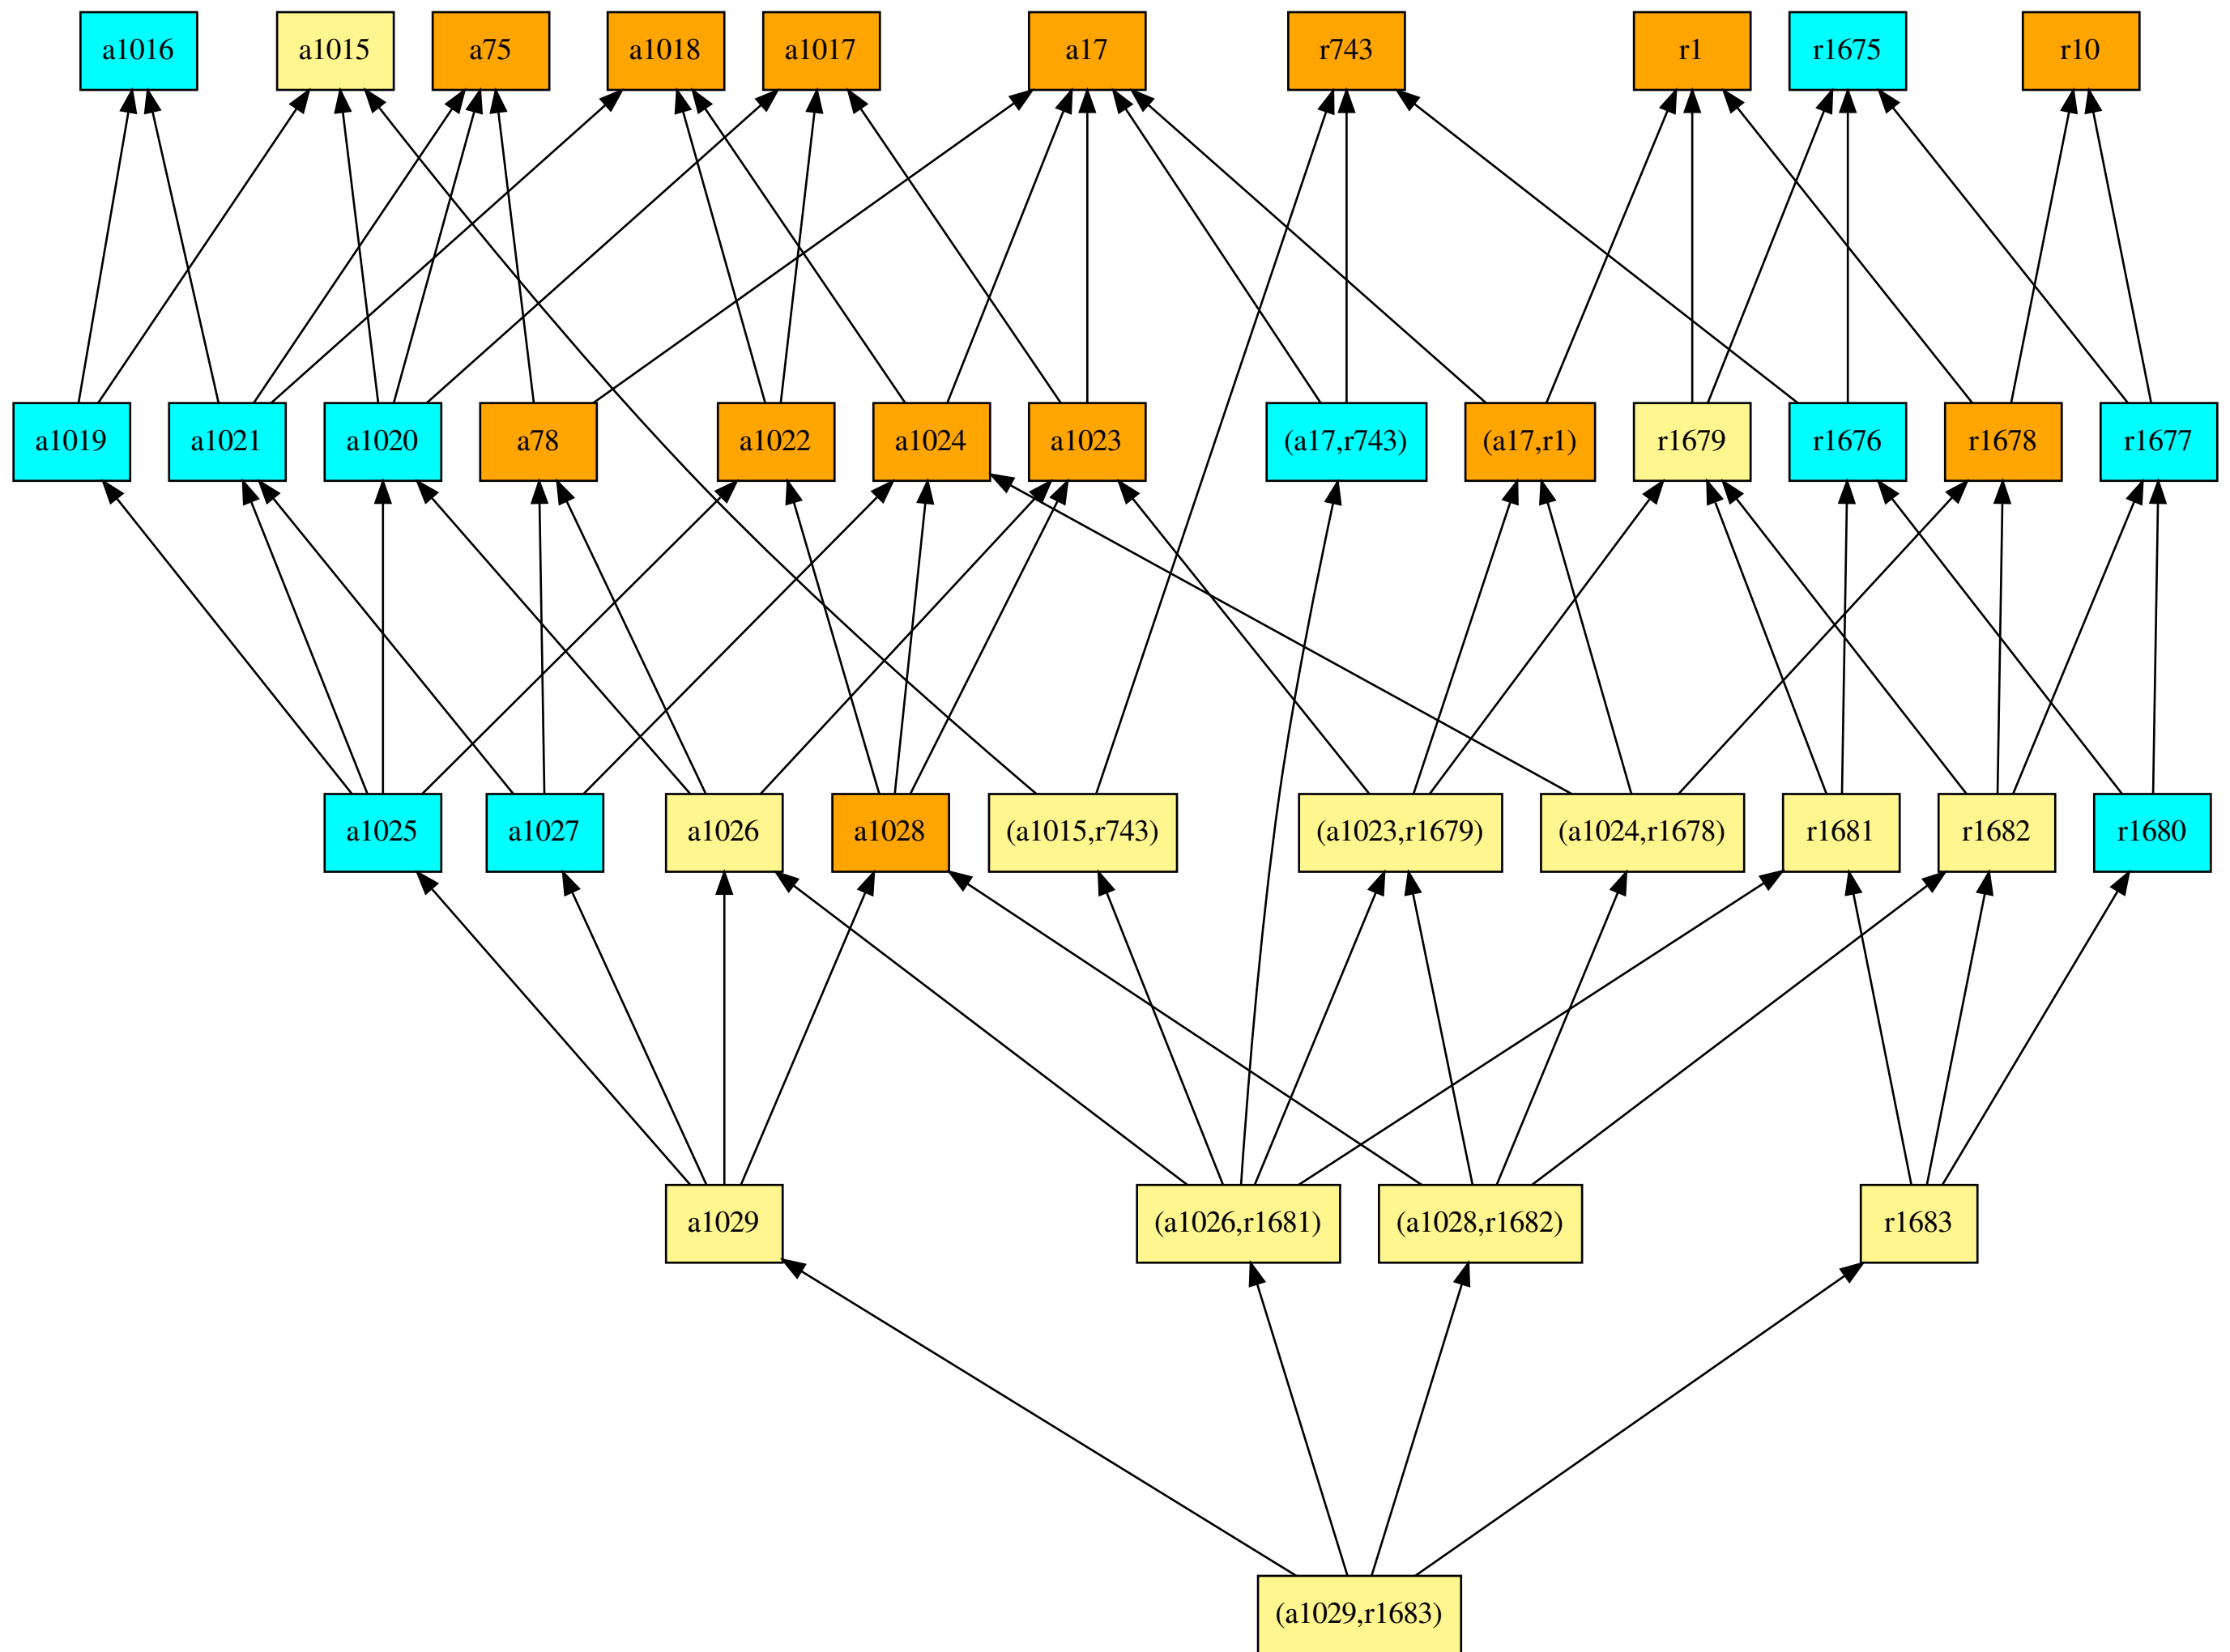 a1016
a1015
a75
a1018
a1017
a17
r743
r1
r1675
r10
a1019
a1021
a1020
a78
a1022
a1024
a1023
(a17,r743)
(a17,r1)
r1679
r1676
r1678
r1677
a1025
a1027
a1026
a1028
(a1015,r743)
(a1023,r1679)
(a1024,r1678)
r1681
r1682
r1680
a1029
(a1026,r1681)
(a1028,r1682)
r1683
(a1029,r1683)